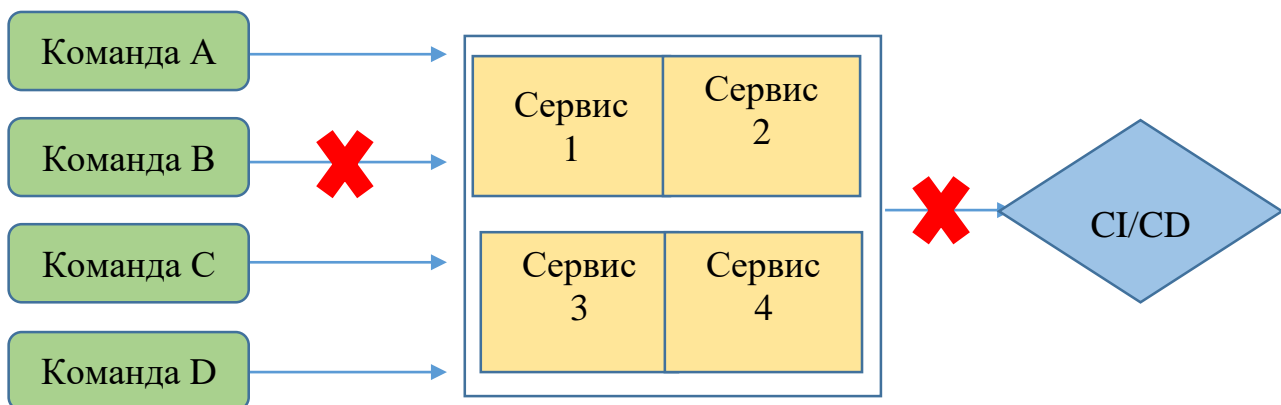 Команда A
Команда B
Команда C
Команда D
Сервис
1
Сервис
2
Сервис
3
Сервис
4
CI/CD